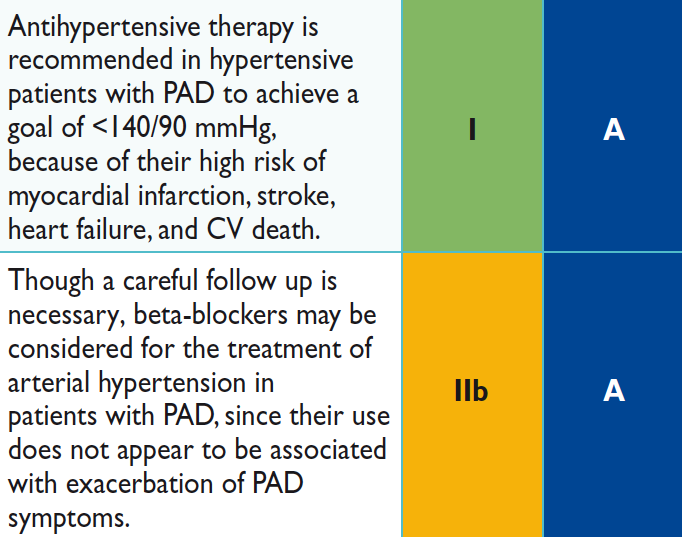 Antihypertensive therapy is
recommended in hypertensive
patients with PAD to achieve a
goal of <140/90 mmHg,
because of their high risk of
myocardial infarction, stroke,
heart failure, and CV death.
I
A
Though a careful follow up is
necessary, beta-blockers may be
considered for the treatment of
arterial hypertension in
patients with PAD, since their use
does not appear to be associated
with exacerbation of PAD
symptoms.
IIb
A